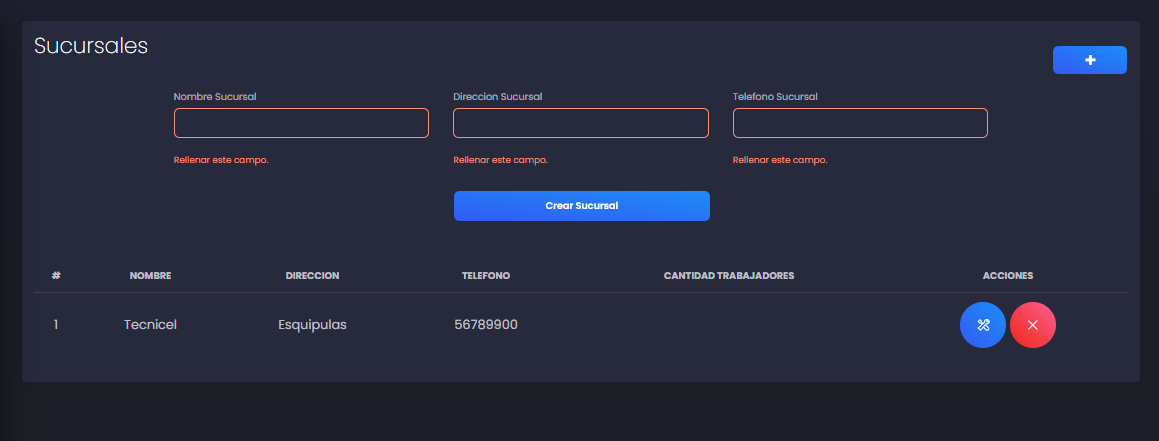 Sucursales
Nombre Sucursal Direccion Sucursal Telefono Sucursal
Rellenar este campo. Rellenar este campo. Rellenar este campo.
Crear Sucursal
# NOMBRE DIRECCION TELEFONO CANTIDAD TRABAJADORES ACCIONES
1 Tecnicel Esquipulas 56789900